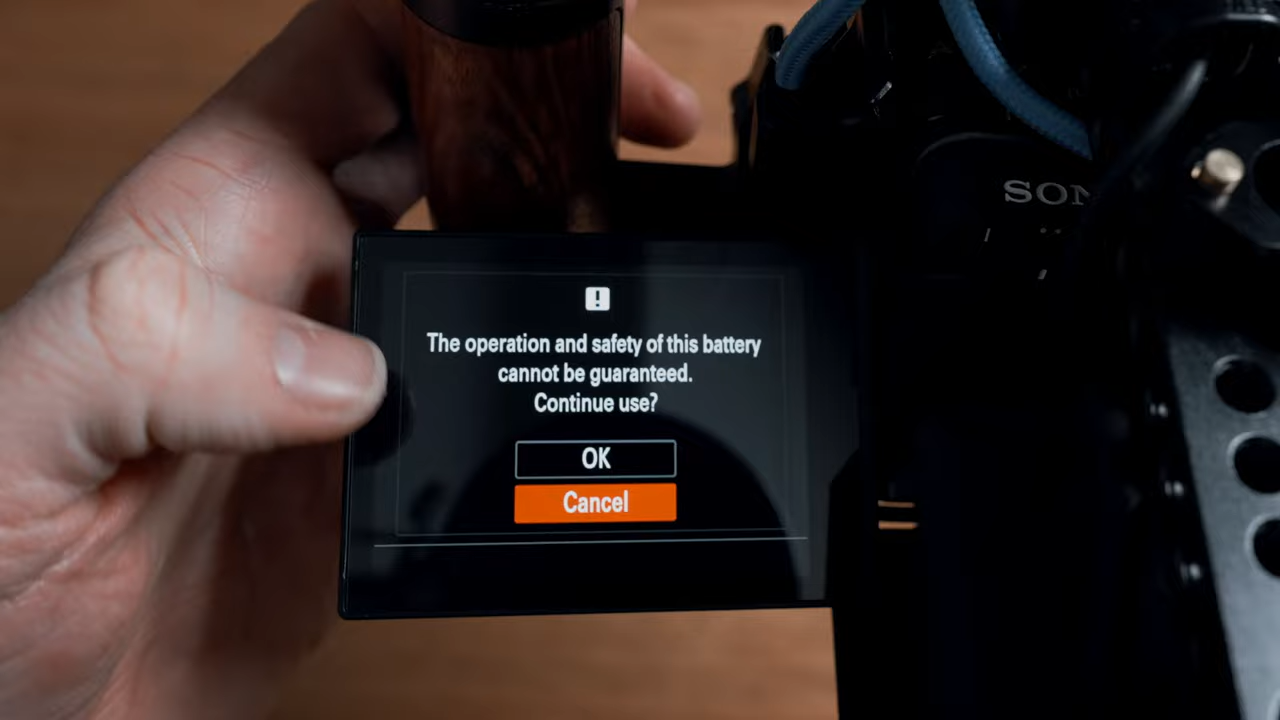 SON
!
The operation and safety of this battery
cannot be guaranteed.
Continue use?
OK
Cancel